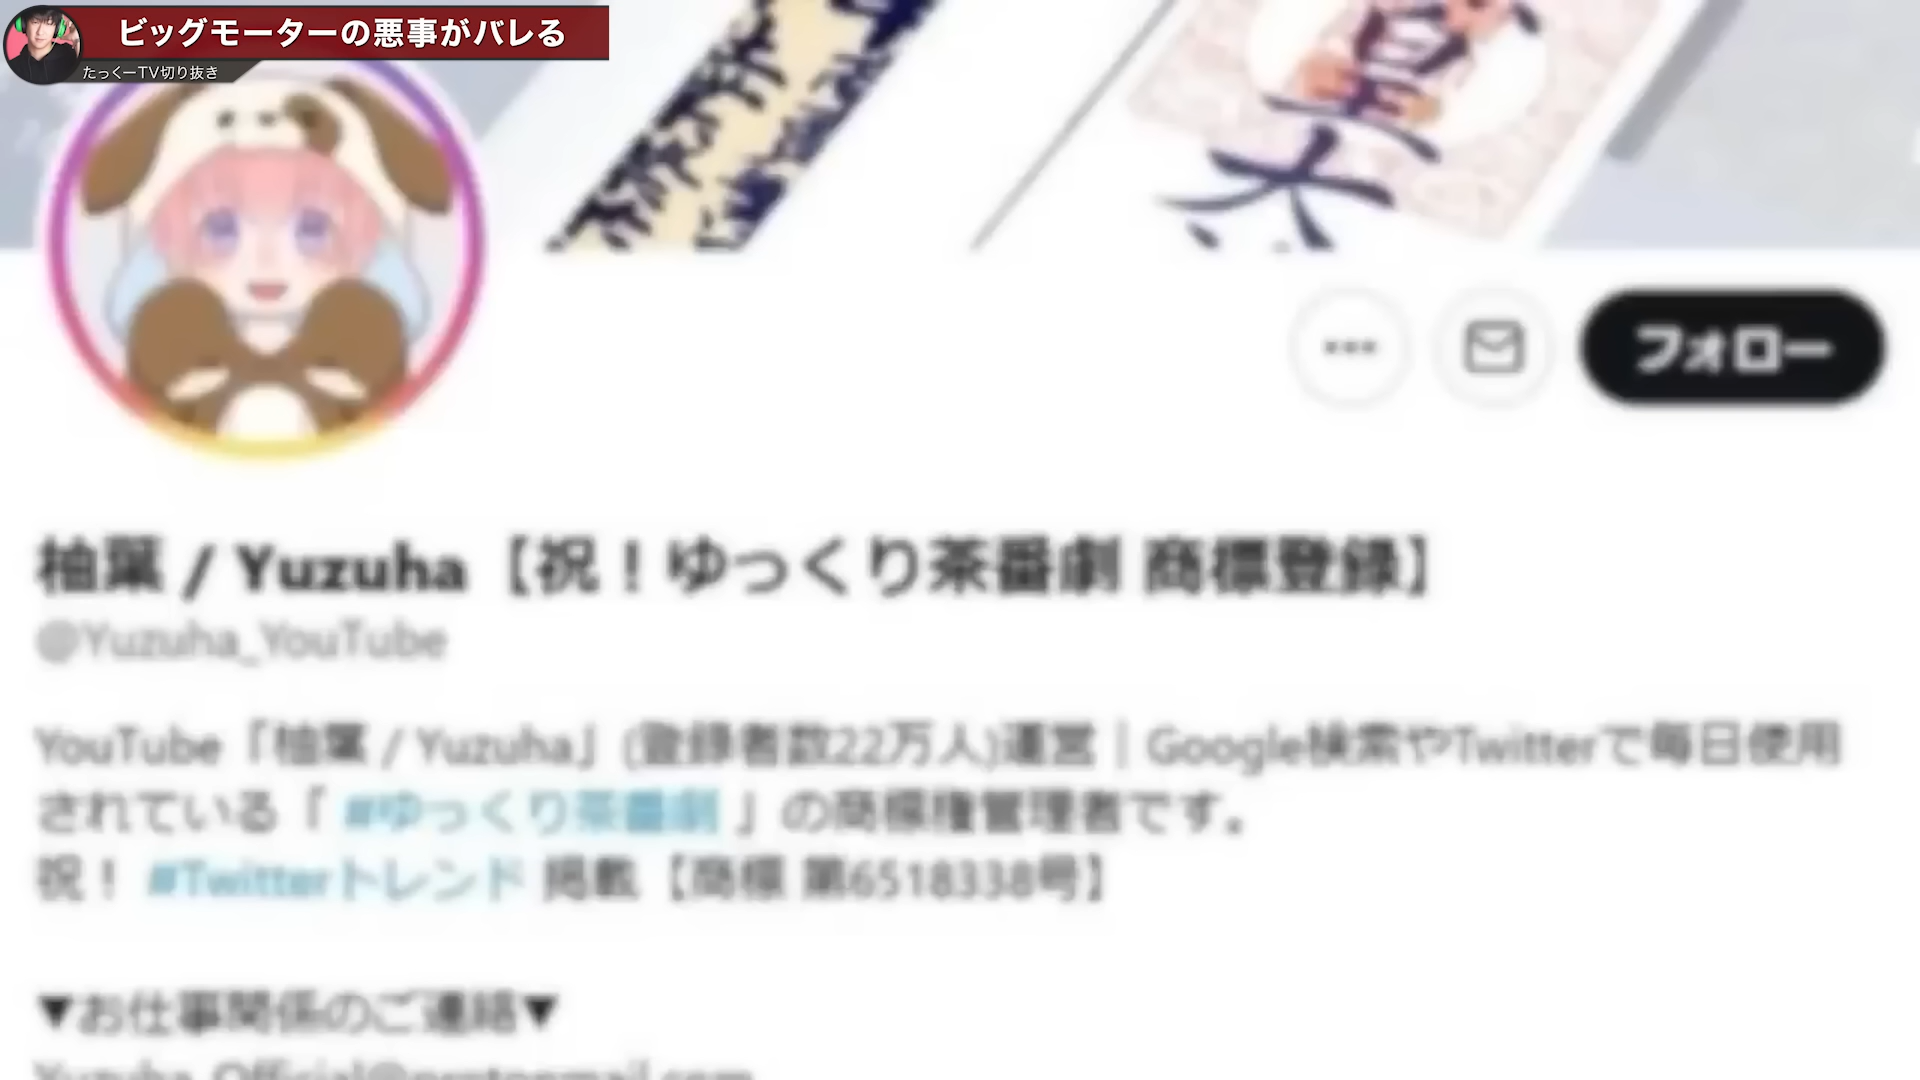 ビッグモーターの悪事がバレる
たっくーTV切り抜き
フォロー
柚葉 / Yuzuha【祝！ゆっくり茶番劇 商標登録】
@Yuzuha_YouTube
YouTube「柚葉 / Yuzuha」(登録者数22万人)運営｜Google検索やTwitterで毎日使用
されている「 #ゆっくり茶番劇 」の商標権管理者です。
祝！ #Twitterトレンド 掲載【商標 第6518338号】
▼お仕事関係のご連絡▼
Yuzuha_Official@protonmail.com